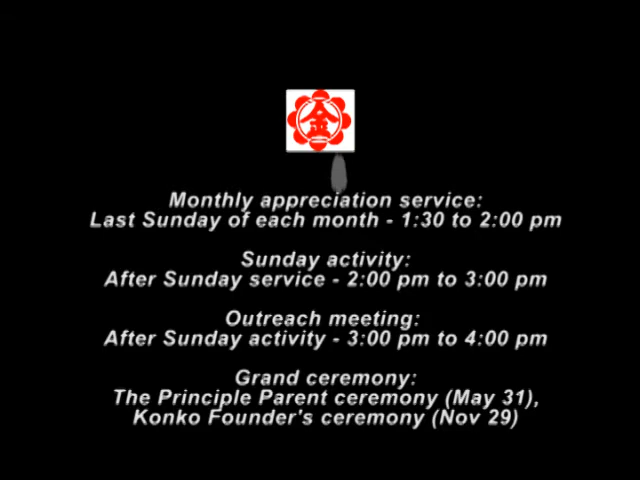 金
Monthly appreciation service:
Last Sunday of each month - 1:30 to 2:00 pm
Sunday activity:
After Sunday service - 2:00 pm to 3:00 pm
Outreach meeting:
After Sunday activity - 3:00 pm to 4:00 pm
Grand ceremony:
The Principle Parent ceremony (May 31),
Konko Founder's ceremony (Nov 29)